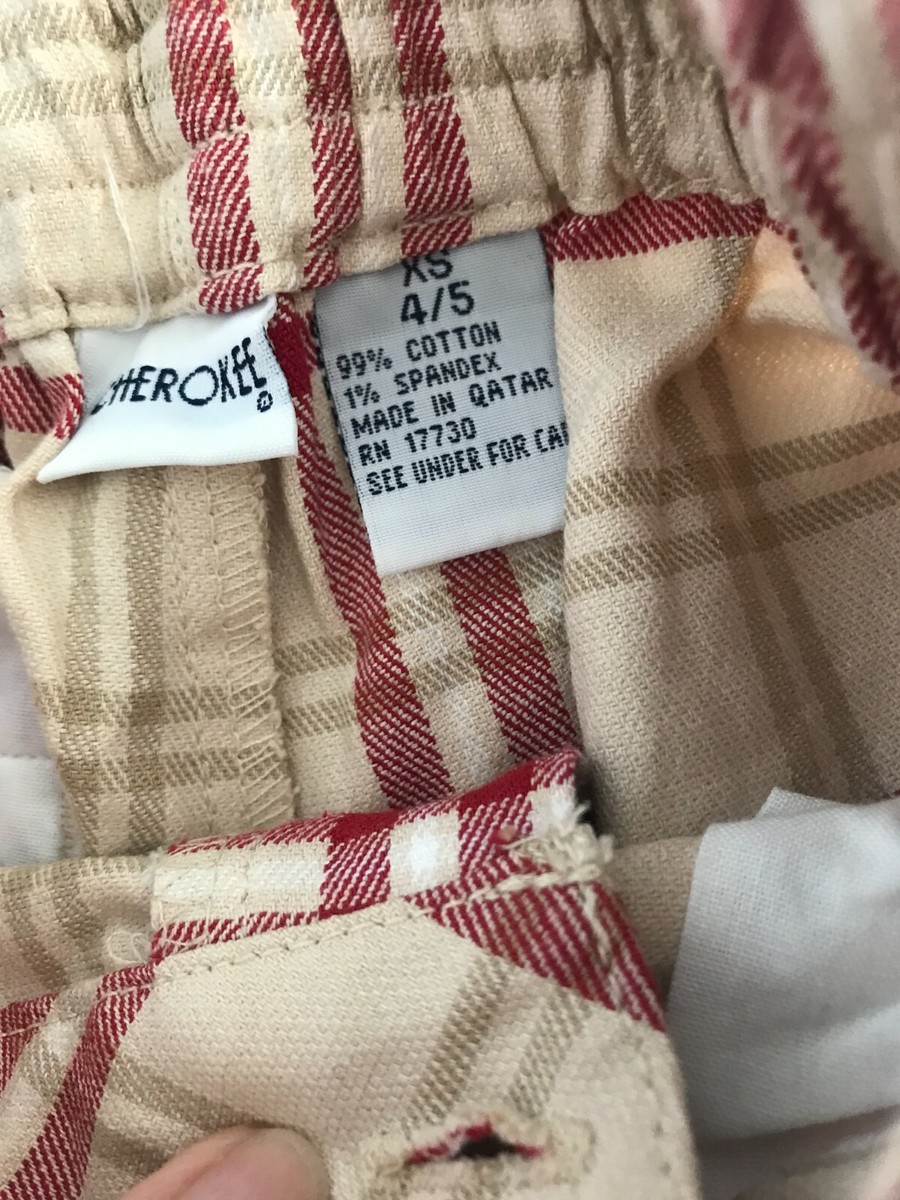 CHEROKEE
XS
4/5
99% COTTON
1% SPANDEX
MADE IN QATAR
RN 17730
SEE UNDER FOR CA